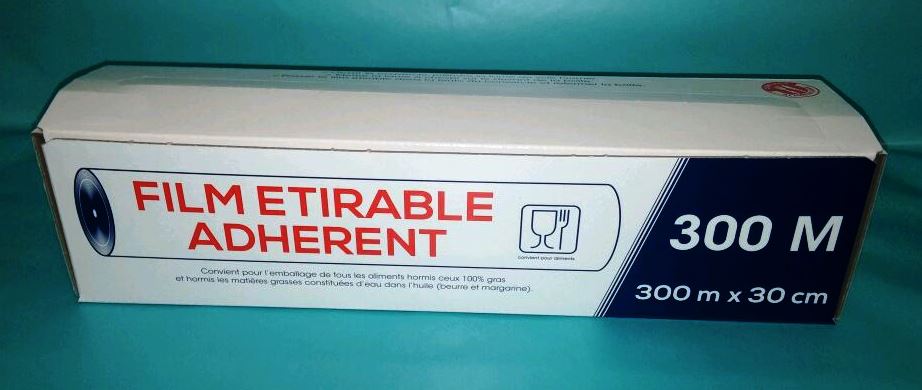 FILM ETIRABLE
ADHERENT
convient pour aliments
Convient pour l'emballage de tous les aliments hormis ceux 100% gras
et hormis les matières grasses constituées d'eau dans l'huile (beurre et margarine).
300 M
300 m x 30 cm